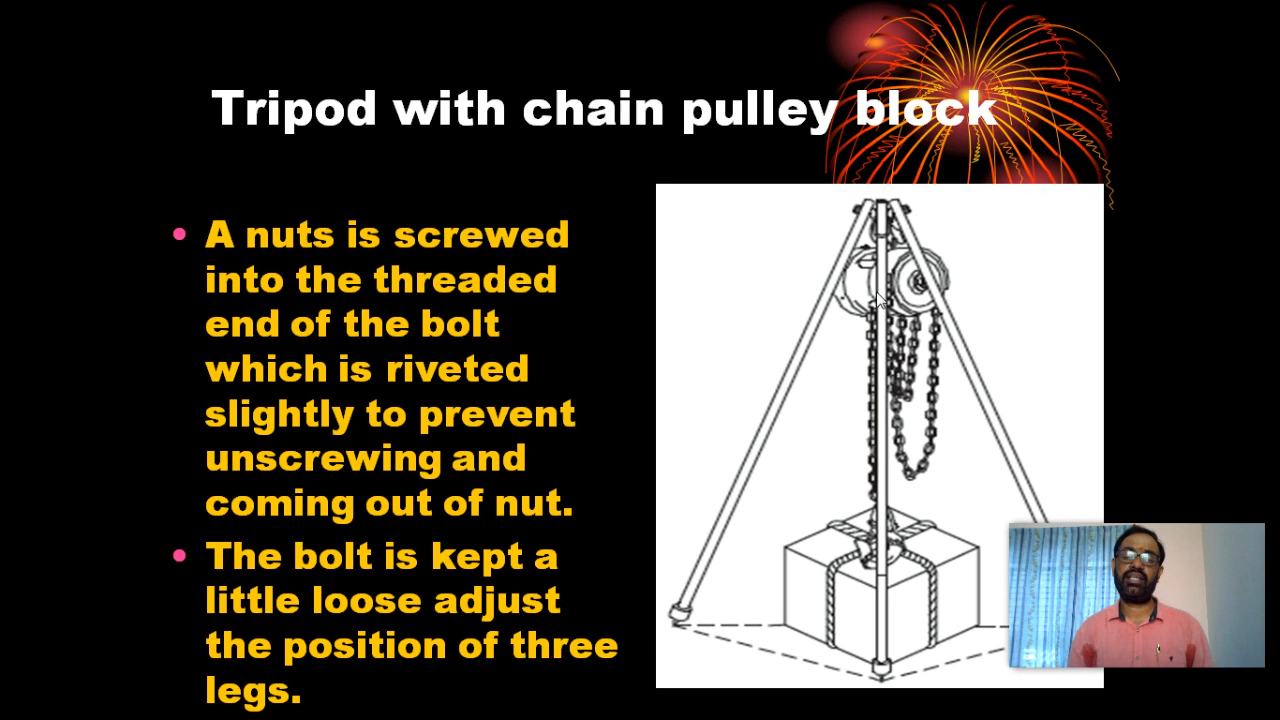 Tripod with chain pulley block
• A nuts is screwed
into the threaded
end of the bolt
which is riveted
slightly to prevent
unscrewing and
coming out of nut.
• The bolt is kept a
little loose adjust
the position of three
legs.